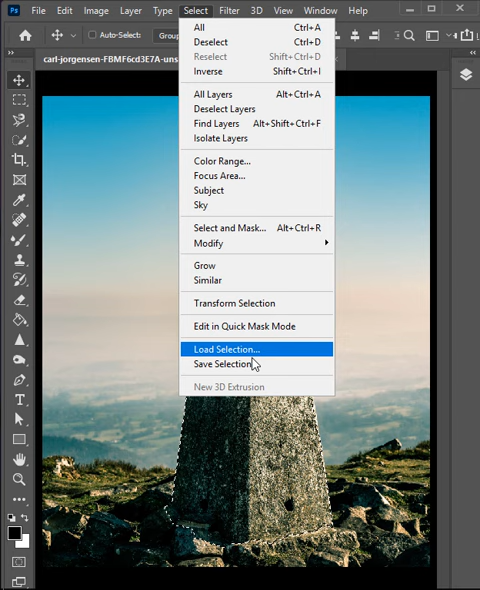 Ps File Edit Image Layer Type Select Filter 3D View Window Help
Auto-Select: Group
carl-jorgensen-FBMF6cd3E7A-uns
All Ctrl+A
Deselect Ctrl+D
Reselect Shift+Ctrl+D
Inverse Shift+Ctrl+I
All Layers Alt+Ctrl+A
Deselect Layers
Find Layers Alt+Shift+Ctrl+F
Isolate Layers
Color Range...
Focus Area...
Subject
Sky
Select and Mask... Alt+Ctrl+R
Modify
Grow
Similar
Transform Selection
Edit in Quick Mask Mode
Load Selection...
Save Selection
New 3D Extrusion